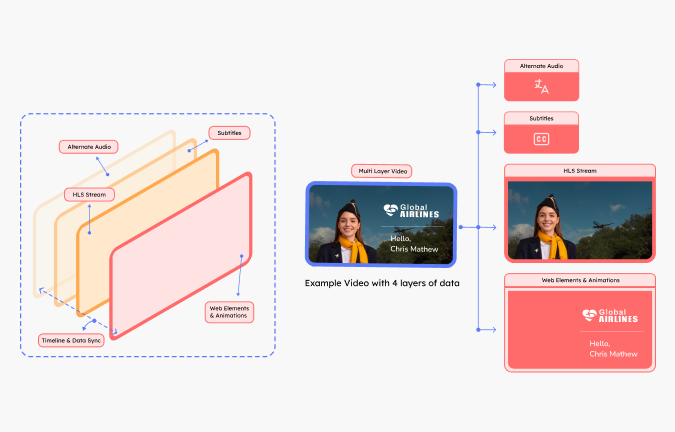 Alternate Audio
Subtitles
HLS Stream
Web Elements
& Animations
Timeline & Data Sync
Multi Layer Video
Global
AIRLINES
Hello,
Chris Mathew
Example Video with 4 layers of data
Alternate Audio
Subtitles
CC
HLS Stream
Web Elements & Animations
Global
AIRLINES
Hello,
Chris Mathew